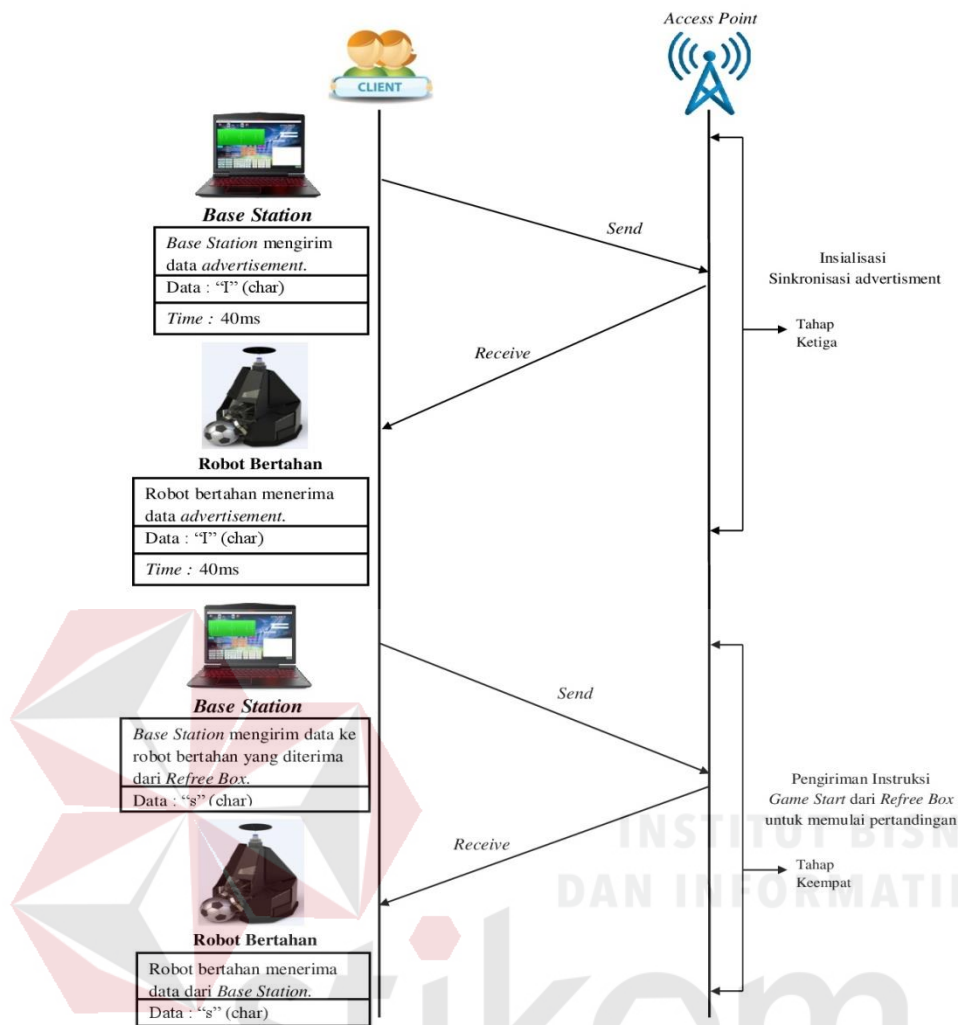 Access Point
CLIENT
Base Station
Base Station mengirim
data advertisement.
Data : “I” (char)
Time : 40ms
Send
Receive
Insialisasi
Sinkronisasi advertisment
Tahap
Ketiga
Robot Bertahan
Robot bertahan menerima
data advertisement.
Data : “I” (char)
Time : 40ms
Base Station
Base Station mengirim data ke
robot bertahan yang diterima
dari Refree Box.
Data : “s” (char)
Send
Receive
Pengiriman Instruksi
Game Start dari Refree Box
untuk memulai pertandingan
Tahap
Keempat
Robot Bertahan
Robot bertahan menerima
data dari Base Station.
Data : “s” (char)
INSTITUT BISN
DAN INFORMATI
stikom